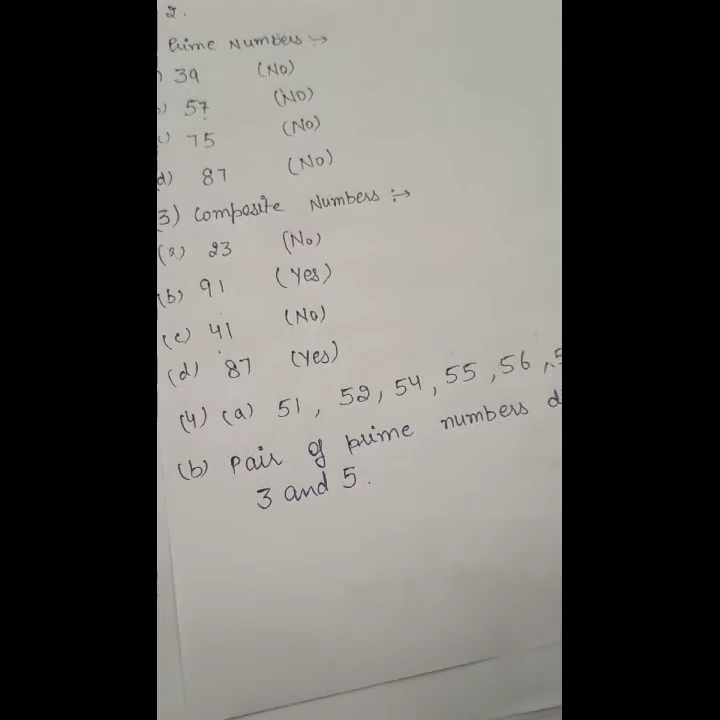 2.
Prime Numbers :→
) 39 (No)
b) 57 (NO)
c) 75 (No)
d) 87 (No)
(3) Composite Numbers :→
(a) 23 (No)
(b) 91 (Yes)
(c) 41 (No)
(d) 87 (Yes)
(4) (a) 51, 52, 54, 55, 56, 5
(b) Pair of prime numbers d
3 and 5.